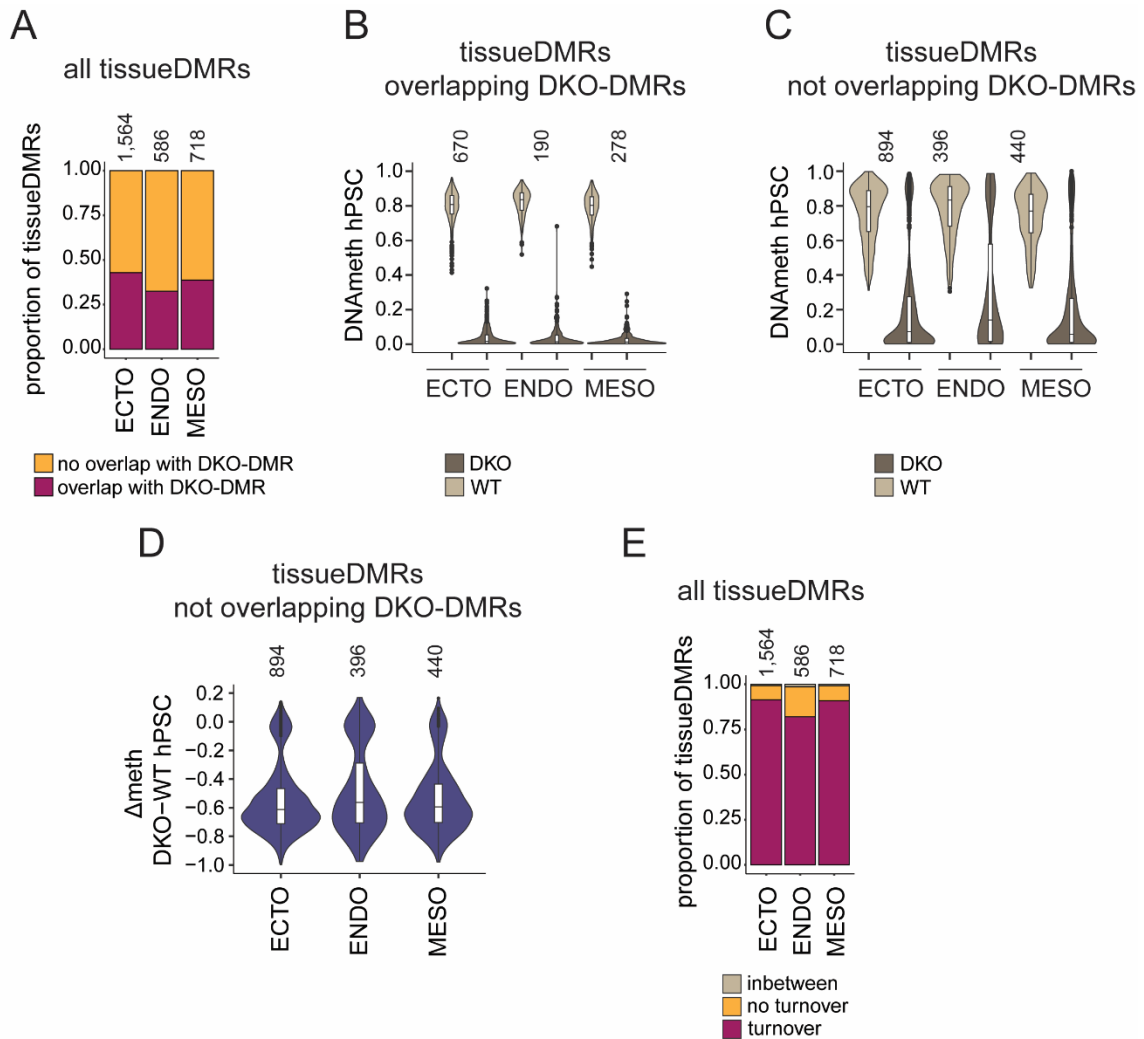 A
all tissueDMRs
1,564
586
718
proportion of tissueDMRs
1.00
0.75
0.50
0.25
0.00
ECTO
ENDO
MESO
no overlap with DKO-DMR
overlap with DKO-DMR
B
tissueDMRs
overlapping DKO-DMRs
670
190
278
DNAmeth hPSC
1.0
0.8
0.6
0.4
0.2
0.0
ECTO ENDO MESO
DKO
WT
C
tissueDMRs
not overlapping DKO-DMRs
894
396
440
DNAmeth hPSC
1.0
0.8
0.6
0.4
0.2
0.0
ECTO ENDO MESO
DKO
WT
D
tissueDMRs
not overlapping DKO-DMRs
894
396
440
Δmeth
DKO−WT hPSC
0.2
0.0
−0.2
−0.4
−0.6
−0.8
−1.0
ECTO
ENDO
MESO
E
all tissueDMRs
1,564
586
718
proportion of tissueDMRs
1.00
0.75
0.50
0.25
0.00
ECTO
ENDO
MESO
inbetween
no turnover
turnover